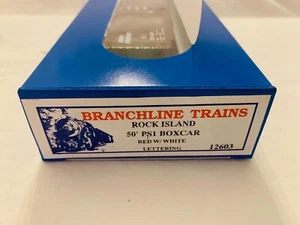 BRANCHLINE TRAINS
ROCK ISLAND
50' PS1 BOXCAR
RED W/ WHITE
LETTERING
12603